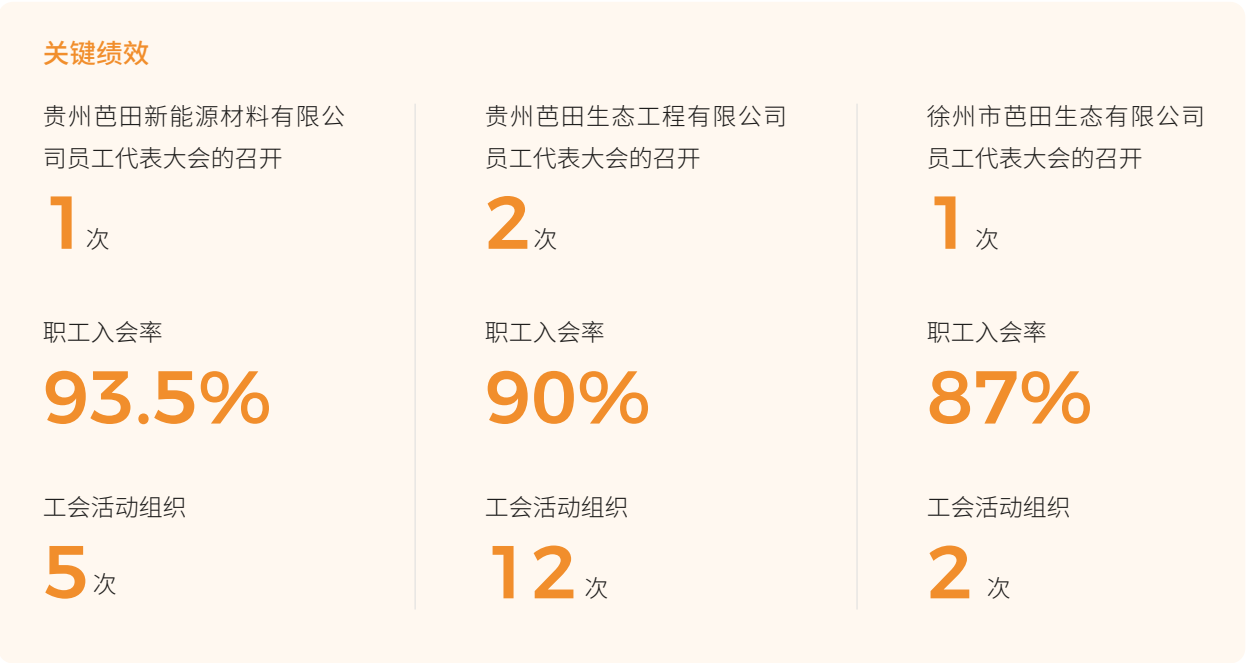 关键绩效
贵州芭田新能源材料有限公
司员工代表大会的召开
1次
职工入会率
93.5%
工会活动组织
5次
贵州芭田生态工程有限公司
员工代表大会的召开
2次
职工入会率
90%
工会活动组织
12次
徐州市芭田生态有限公司
员工代表大会的召开
1次
职工入会率
87%
工会活动组织
2次